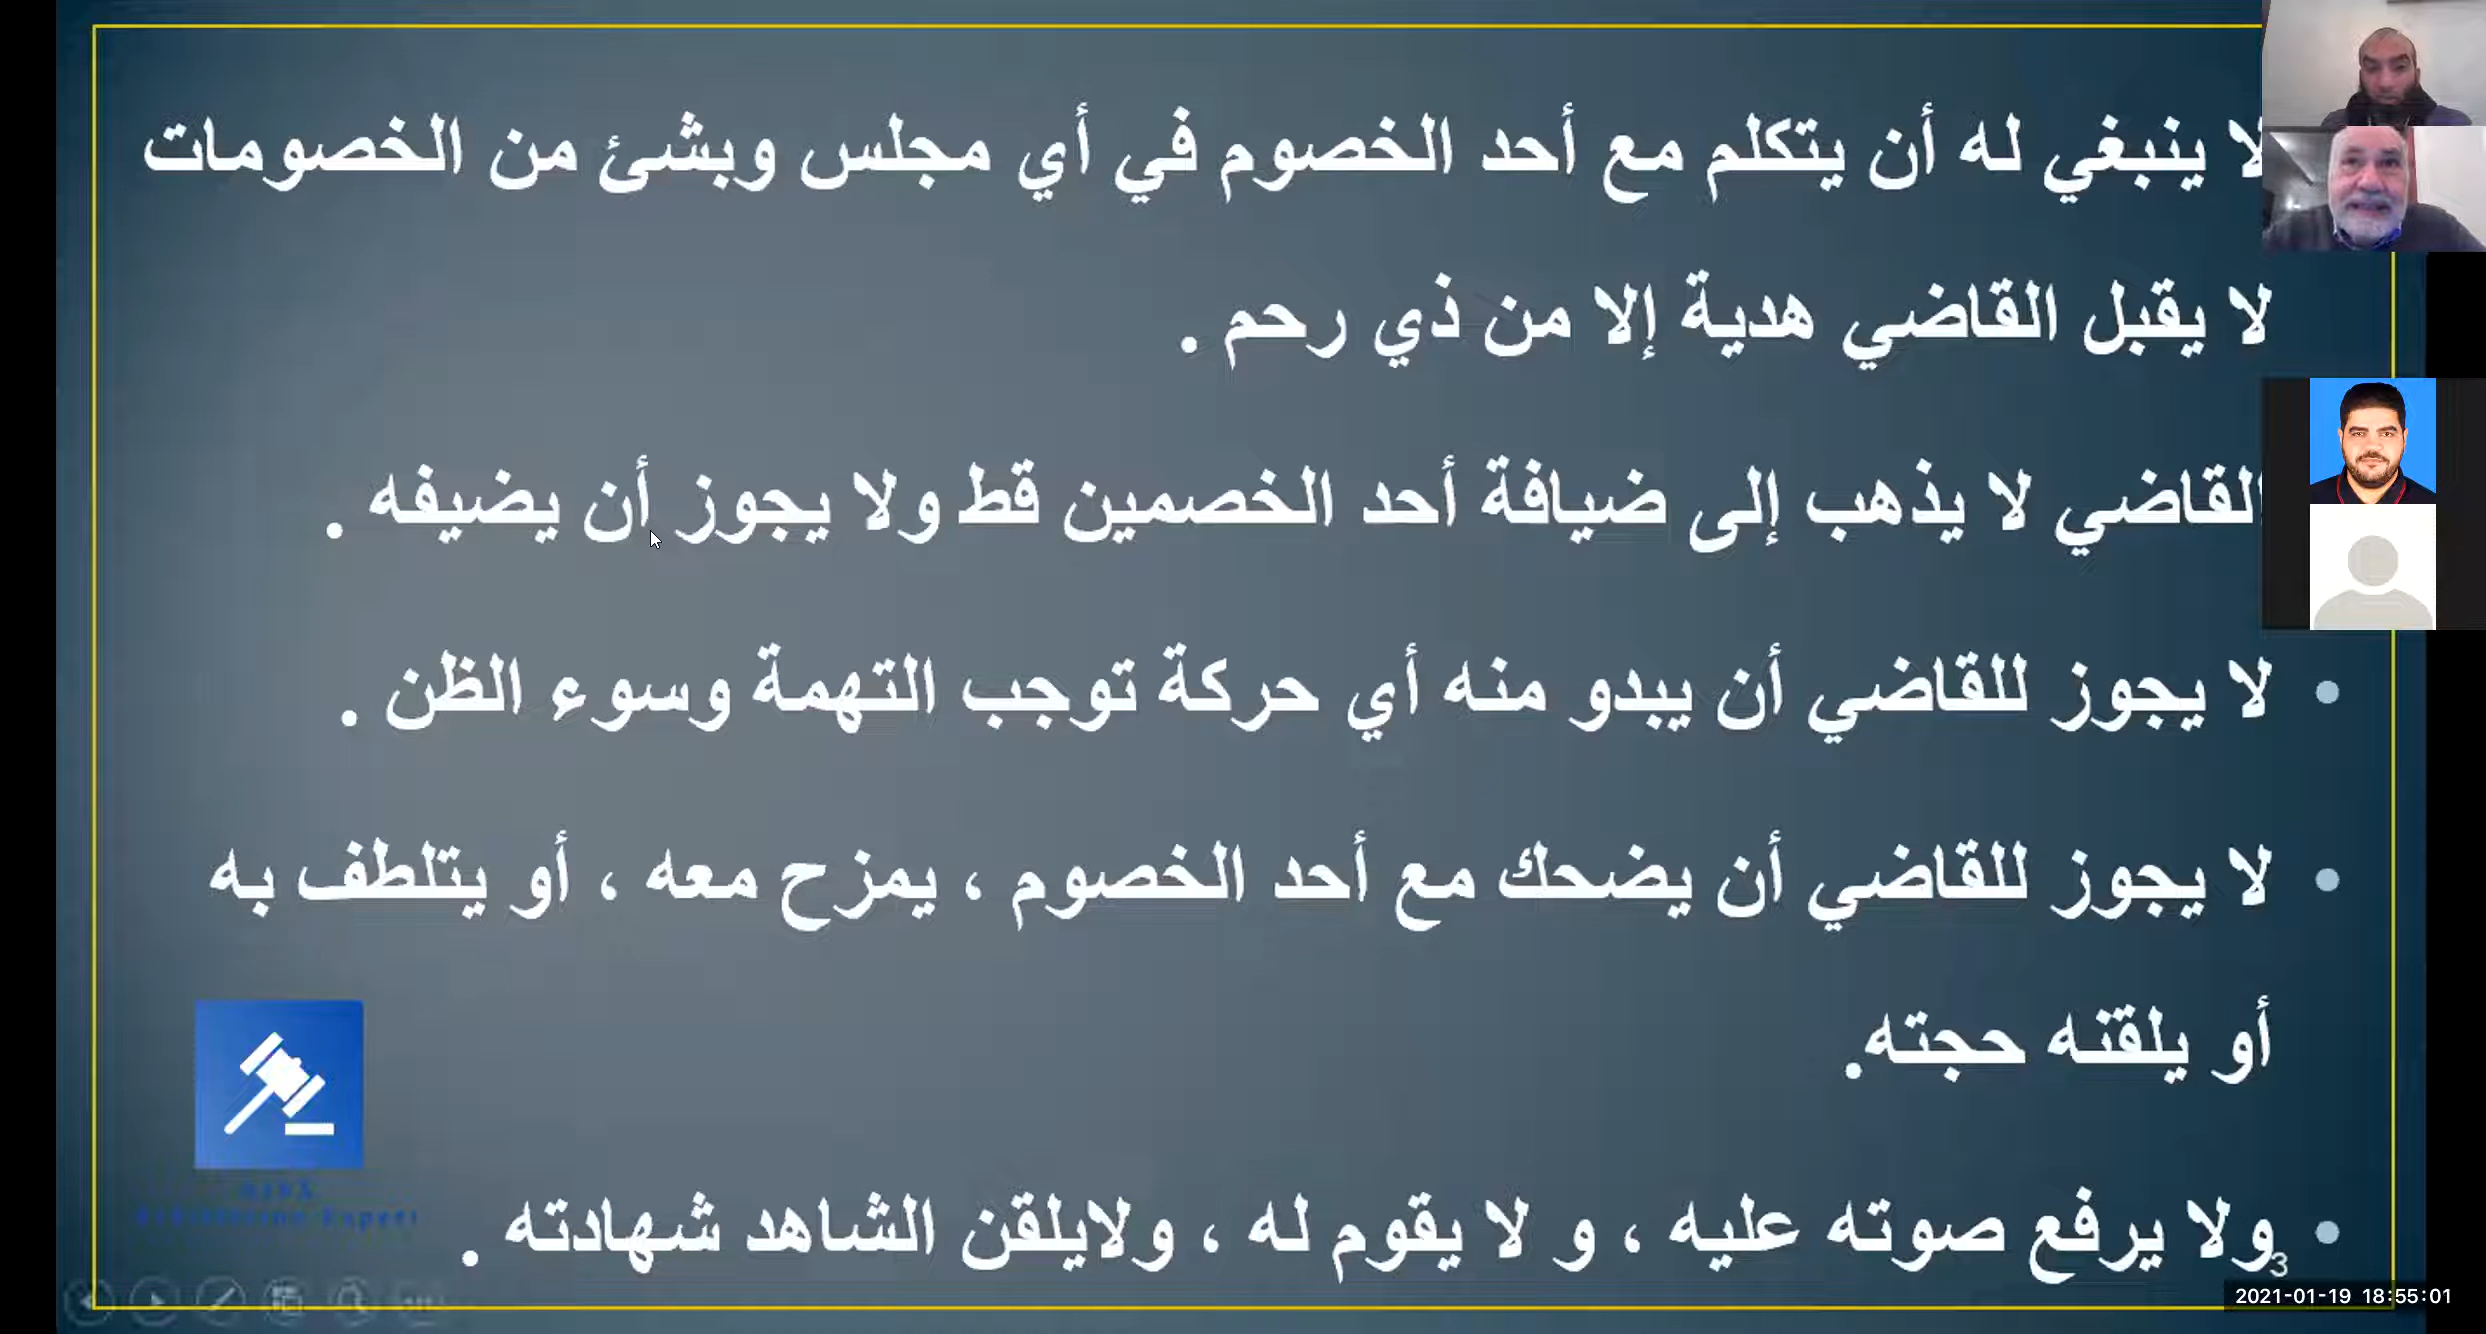 لا ينبغي له أن يتكلم مع أحد الخصوم في أي مجلس وبشئ من الخصومات
لا يقبل القاضي هدية إلا من ذي رحم .
القاضي لا يذهب إلى ضيافة أحد الخصمين قط ولا يجوز أن يضيفه .
• لا يجوز للقاضي أن يبدو منه أي حركة توجب التهمة وسوء الظن .
• لا يجوز للقاضي أن يضحك مع أحد الخصوم ، يمزح معه ، أو يتلطف به
أو يلقنه حجته.
• ولا يرفع صوته عليه ، و لا يقوم له ، ولايلقن الشاهد شهادته .
3
2021-01-19 18:55:01